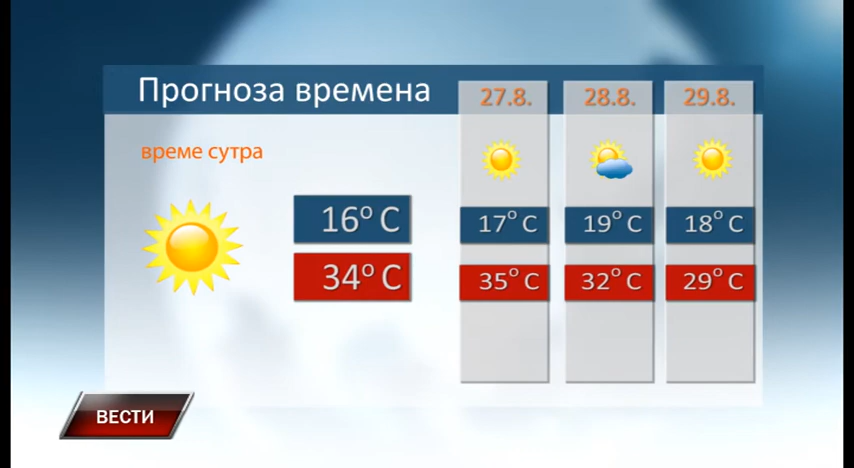 Прогноза времена
време сутра
16° C
34° C
27.8. 28.8. 29.8.
17° C 19° C 18° C
35° C 32° C 29° C
ВЕСТИ